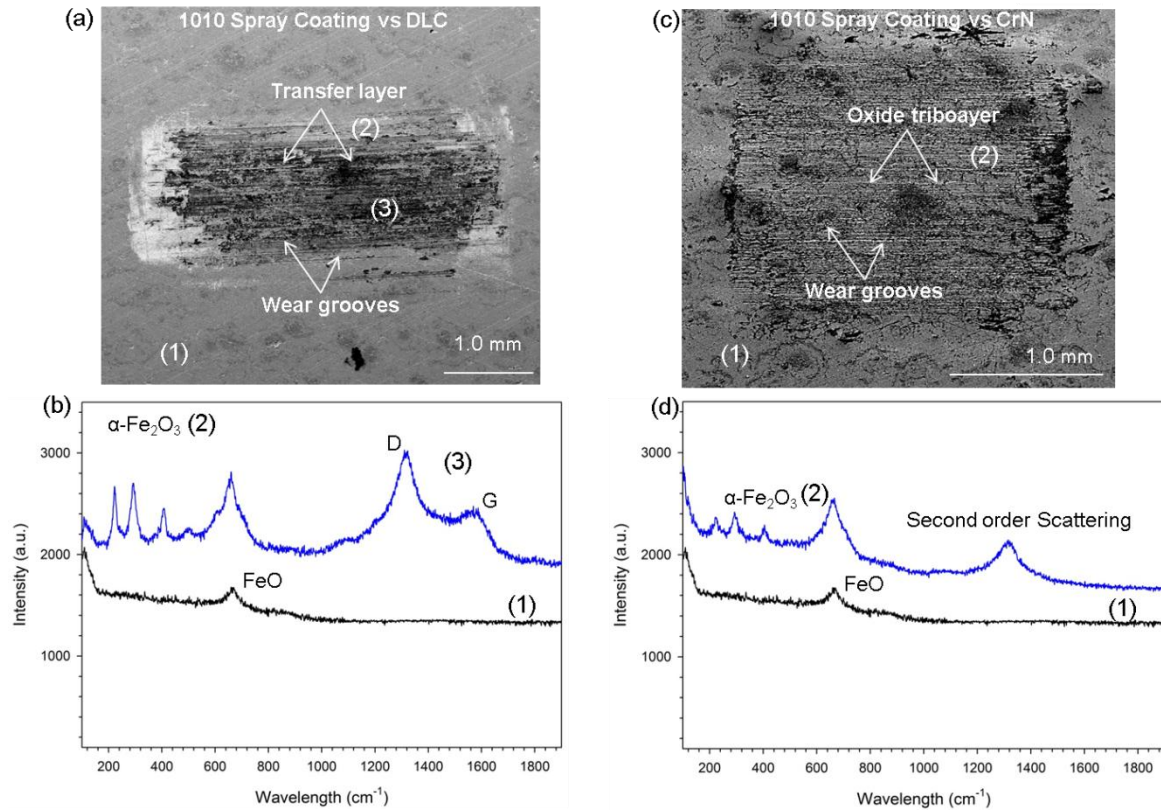 (a)
1010 Spray Coating vs DLC
Transfer layer
(2)
(3)
Wear grooves
(1)
1.0 mm
(c)
1010 Spray Coating vs CrN
Oxide triboayer
(2)
Wear grooves
(1)
1.0 mm
(b)
α-Fe₂O₃ (2)
D
(3)
G
FeO
(1)
3000
2000
1000
Intensity (a.u.)
200 400 600 800 1000 1200 1400 1600 1800
Wavelength (cm⁻¹)
(d)
α-Fe₂O₃ (2)
Second order Scattering
FeO
(1)
3000
2000
1000
Intensity (a.u.)
200 400 600 800 1000 1200 1400 1600 1800
Wavelength (cm⁻¹)